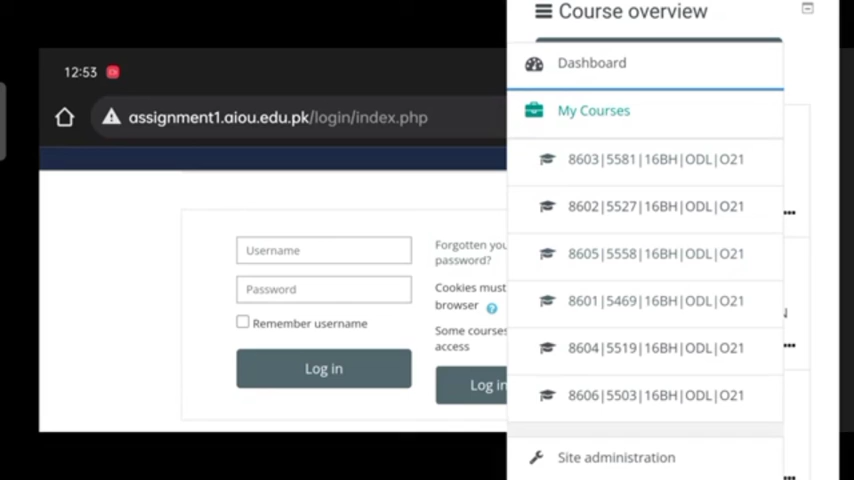 12:53
assignment1.aiou.edu.pk/login/index.php
Username
Password
Remember username
Log in
Forgotten you
password?
Cookies must
browser
Some courses
access
Log in
Course overview
Dashboard
My Courses
8603|5581|16BH|ODL|O21
8602|5527|16BH|ODL|O21
8605|5558|16BH|ODL|O21
8601|5469|16BH|ODL|O21
8604|5519|16BH|ODL|O21
8606|5503|16BH|ODL|O21
Site administration